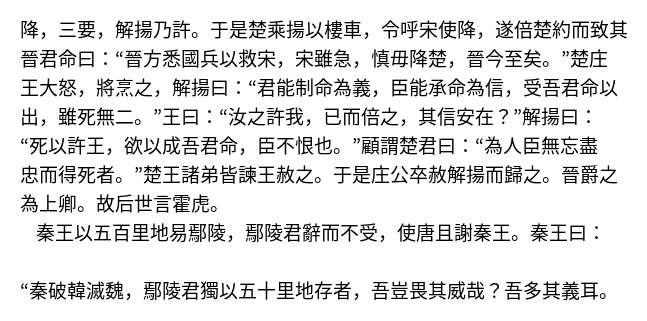 降，三要，解揚乃許。于是楚乘揚以樓車，令呼宋使降，遂倍楚約而致其
晉君命曰：“晉方悉國兵以救宋，宋雖急，慎毋降楚，晉今至矣。”楚庄
王大怒，將烹之，解揚曰：“君能制命為義，臣能承命為信，受吾君命以
出，雖死無二。”王曰：“汝之許我，已而倍之，其信安在？”解揚曰：
“死以許王，欲以成吾君命，臣不恨也。”顧謂楚君曰：“為人臣無忘盡
忠而得死者。”楚王諸弟皆諫王赦之。于是庄公卒赦解揚而歸之。晉爵之
為上卿。故后世言霍虎。
秦王以五百里地易鄢陵，鄢陵君辭而不受，使唐且謝秦王。秦王曰：
“秦破韓滅魏，鄢陵君獨以五十里地存者，吾豈畏其威哉？吾多其義耳。